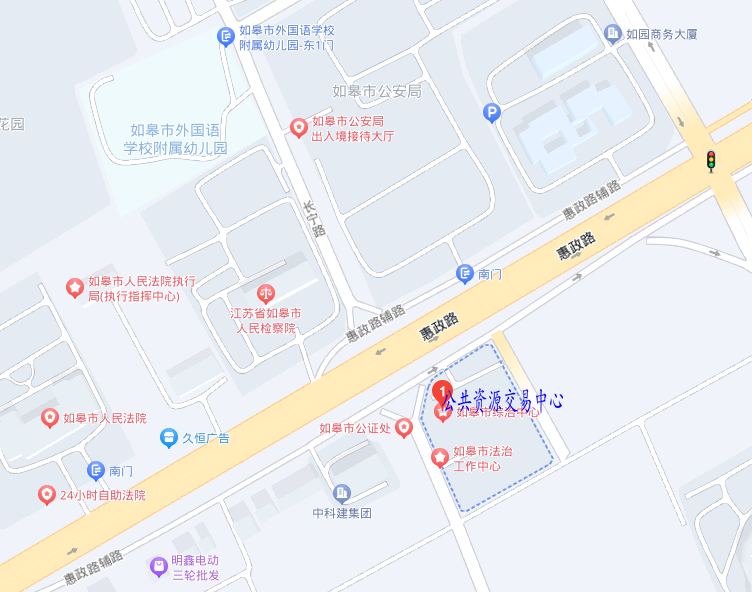 如皋市外国语学校
附属幼儿园-东1门
如园商务大厦
如皋市公安局
花园
如皋市公安局
出入境接待大厅
P
如皋市外国语
学校附属幼儿园
长宁路
惠政路辅路
惠政路
南门
如皋市人民法院执行
局(执行指挥中心)
江苏省如皋市
人民检察院
惠政路辅路
惠政路
1
公共资源交易中心
如皋市综治中心
如皋市人民法院
如皋市公证处
久恒广告
如皋市法治
工作中心
南门
24小时自助法院
中科建集团
惠政路辅路
明鑫电动
三轮批发